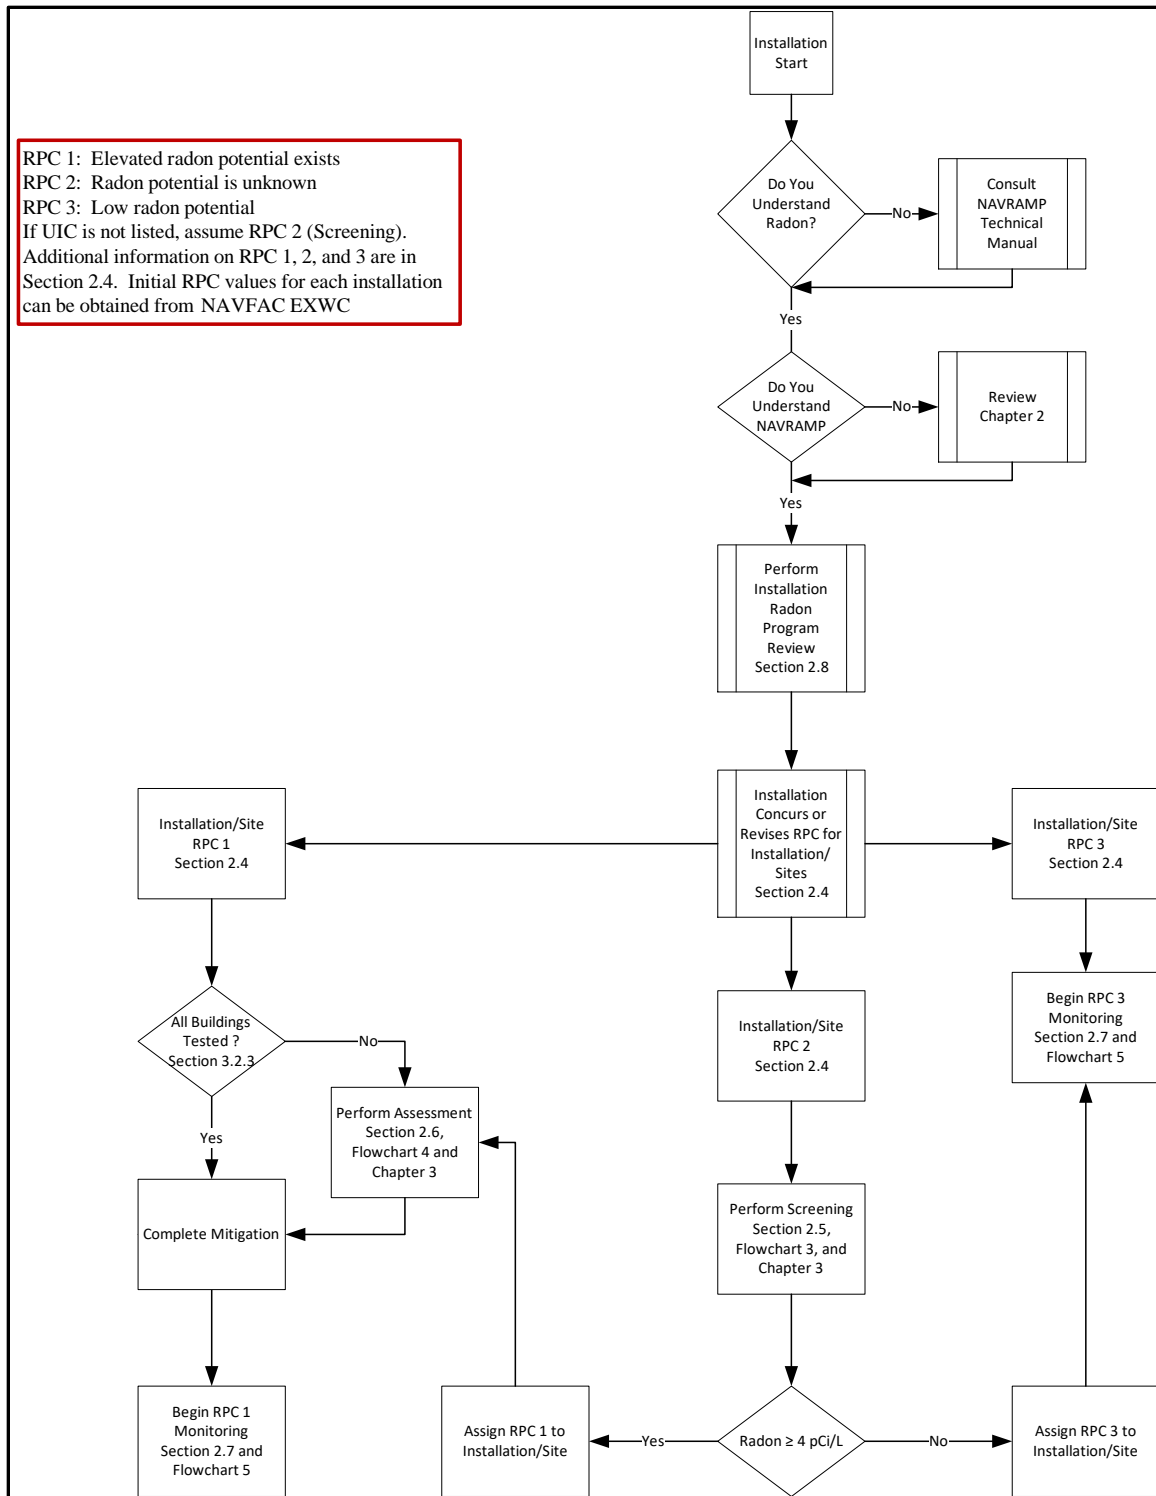 Installation
Start
RPC 1:  Elevated radon potential exists
RPC 2:  Radon potential is unknown
RPC 3:  Low radon potential
If UIC is not listed, assume RPC 2 (Screening).
Additional information on RPC 1, 2, and 3 are in
Section 2.4.  Initial RPC values for each installation
can be obtained from NAVFAC EXWC
Do You
Understand
Radon?
No
Consult
NAVRAMP
Technical
Manual
Yes
Do You
Understand
NAVRAMP
No
Review
Chapter 2
Yes
Perform
Installation
Radon
Program
Review
Section 2.8
Installation
Concurs or
Revises RPC for
Installation/
Sites
Section 2.4
Installation/Site
RPC 1
Section 2.4
Installation/Site
RPC 3
Section 2.4
All Buildings
Tested ?
Section 3.2.3
No
Yes
Perform Assessment
Section 2.6,
Flowchart 4 and
Chapter 3
Installation/Site
RPC 2
Section 2.4
Begin RPC 3
Monitoring
Section 2.7 and
Flowchart 5
Complete Mitigation
Perform Screening
Section 2.5,
Flowchart 3, and
Chapter 3
Begin RPC 1
Monitoring
Section 2.7 and
Flowchart 5
Assign RPC 1 to
Installation/Site
Yes
Radon ≥ 4 pCi/L
No
Assign RPC 3 to
Installation/Site